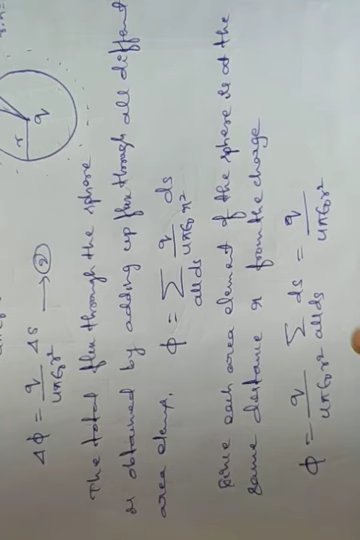 r q
Δφ = q/4πε₀r² Δs → ②
The total flux through the sphere
is obtained by adding up flux through all different
area elemt. φ = Σ all ds q/4πε₀r² ds
Since each area element of the sphere is at the
same distance r from the charge
φ = q/4πε₀r² Σ all ds ds = q/4πε₀r²